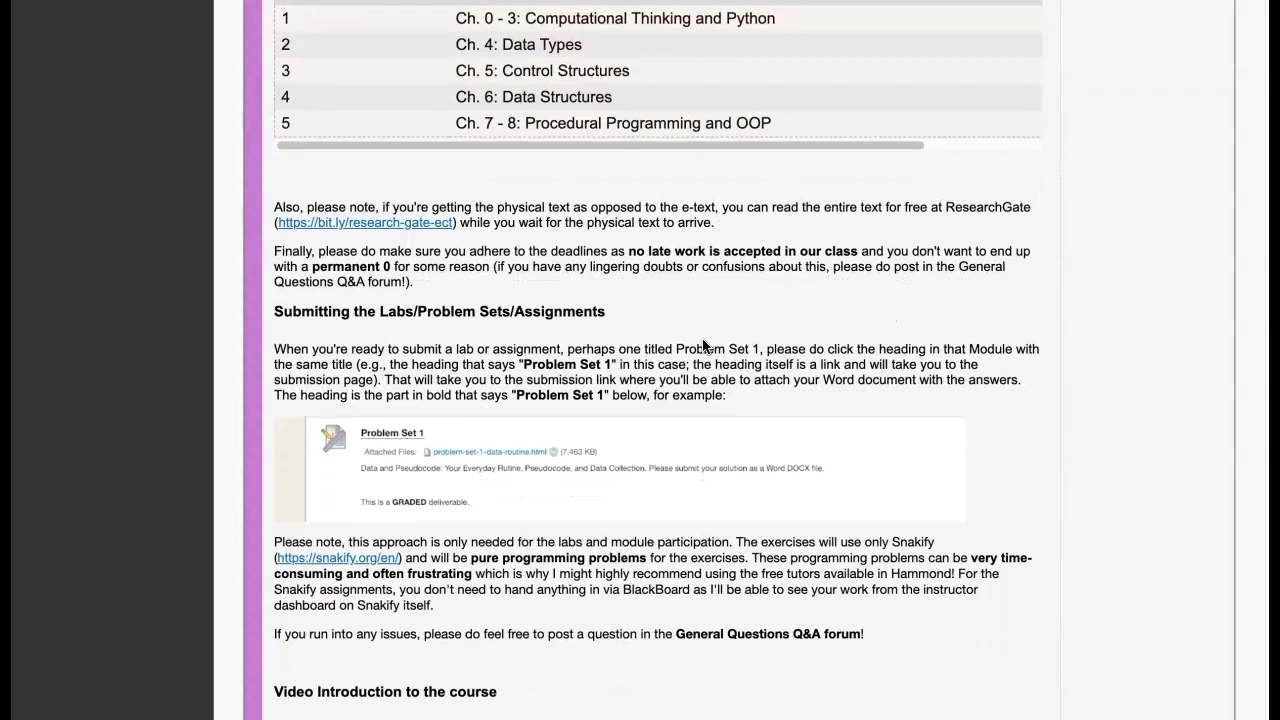 1 Ch. 0 - 3: Computational Thinking and Python
2 Ch. 4: Data Types
3 Ch. 5: Control Structures
4 Ch. 6: Data Structures
5 Ch. 7 - 8: Procedural Programming and OOP
Also, please note, if you're getting the physical text as opposed to the e-text, you can read the entire text for free at ResearchGate
(https://bit.ly/research-gate-ect) while you wait for the physical text to arrive.
Finally, please do make sure you adhere to the deadlines as no late work is accepted in our class and you don't want to end up
with a permanent 0 for some reason (if you have any lingering doubts or confusions about this, please do post in the General
Questions Q&A forum!).
Submitting the Labs/Problem Sets/Assignments
When you're ready to submit a lab or assignment, perhaps one titled Problem Set 1, please do click the heading in that Module with
the same title (e.g., the heading that says "Problem Set 1" in this case; the heading itself is a link and will take you to the
submission page). That will take you to the submission link where you'll be able to attach your Word document with the answers.
The heading is the part in bold that says "Problem Set 1" below, for example:
Problem Set 1
Attached Files: problem-set-1-data-routine.html (7.463 KB)
Data and Pseudocode: Your Everyday Rutine, Pseudocode, and Data Collection. Please submit your solution as a Word DOCX file.
This is a GRADED deliverable.
Please note, this approach is only needed for the labs and module participation. The exercises will use only Snakify
(https://snakify.org/en/) and will be pure programming problems for the exercises. These programming problems can be very time-
consuming and often frustrating which is why I might highly recommend using the free tutors available in Hammond! For the
Snakify assignments, you don't need to hand anything in via BlackBoard as I'll be able to see your work from the instructor
dashboard on Snakify itself.
If you run into any issues, please do feel free to post a question in the General Questions Q&A forum!
Video Introduction to the course